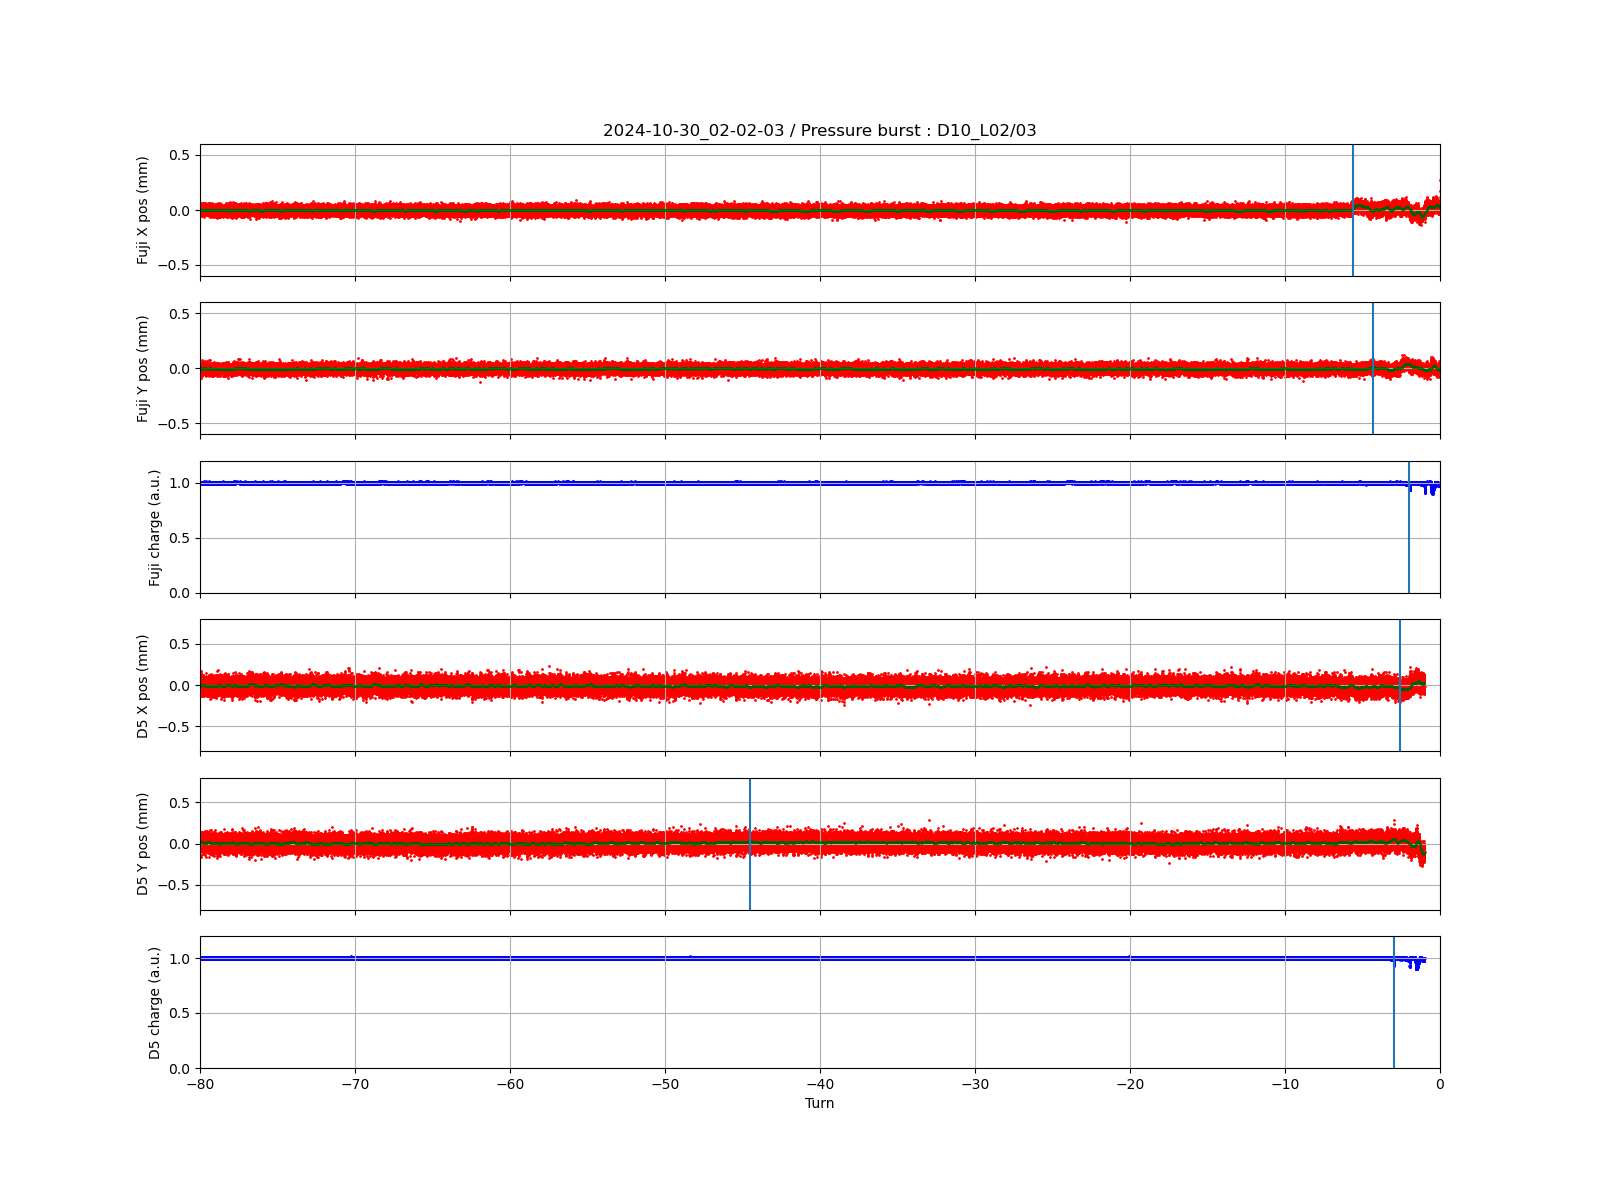 2024-10-30_02-02-03 / Pressure burst : D10_L02/03
Fuji X pos (mm)
0.5
0.0
−0.5
Fuji Y pos (mm)
0.5
0.0
−0.5
Fuji charge (a.u.)
1.0
0.5
0.0
D5 X pos (mm)
0.5
0.0
−0.5
D5 Y pos (mm)
0.5
0.0
−0.5
D5 charge (a.u.)
1.0
0.5
0.0
−80 −70 −60 −50 −40 −30 −20 −10 0
Turn